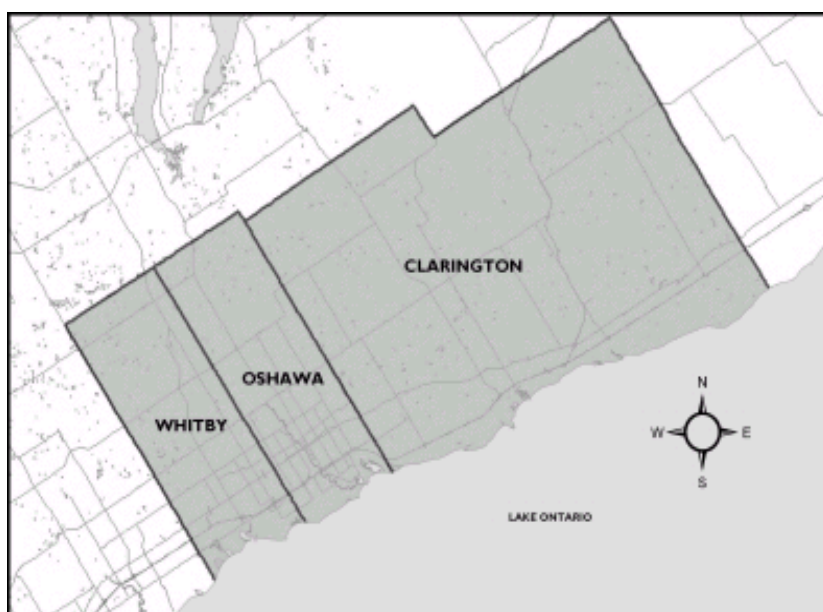 CLARINGTON
OSHAWA
WHITBY
N
W E
S
LAKE ONTARIO